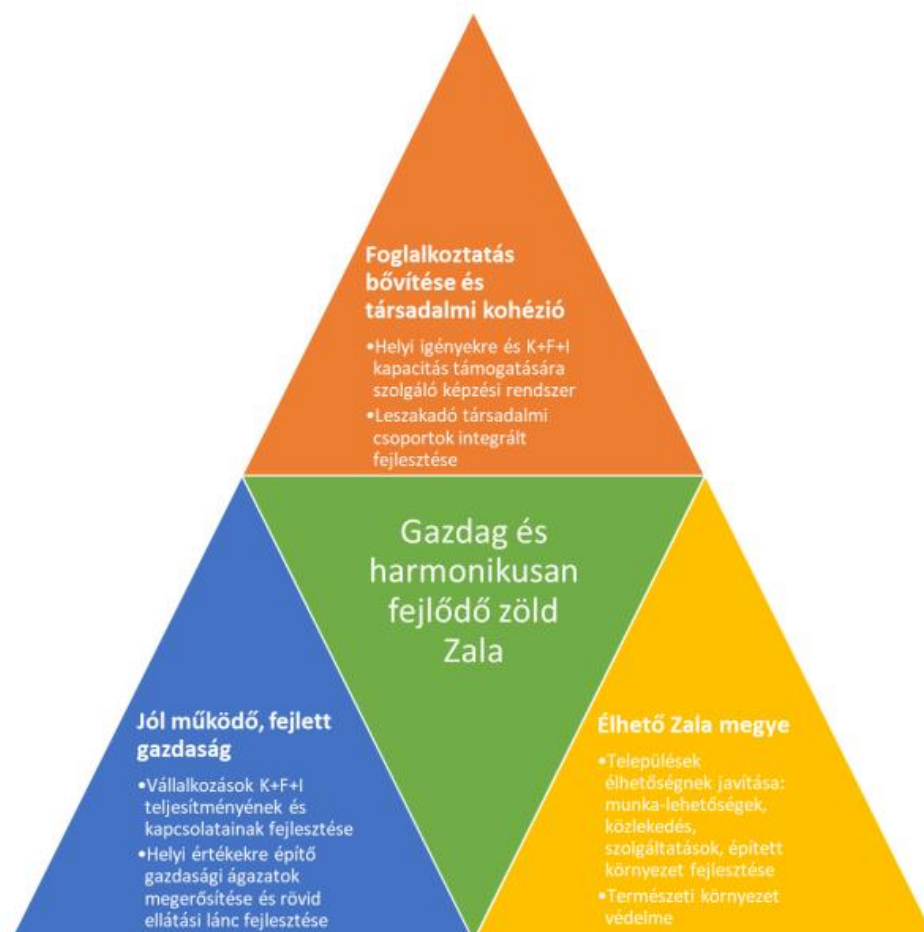 Foglalkoztatás
bővítése és
társadalmi kohézió
•Helyi igényekre és K+F+I
kapacitás támogatására
szolgáló képzési rendszer
•Leszakadó társadalmi
csoportok integrált
fejlesztése
Gazdag és
harmonikusan
fejlődő zöld
Zala
Jól működő, fejlett
gazdaság
•Vállalkozások K+F+I
teljesítményének és
kapcsolatainak fejlesztése
•Helyi értékekre építő
gazdasági ágazatok
megerősítése és rövid
ellátási lánc fejlesztése
Élhető Zala megye
•Települések
élhetőségnek javítása:
munka-lehetőségek,
közlekedés,
szolgáltatások, épített
környezet fejlesztése
•Természeti környezet
védelme